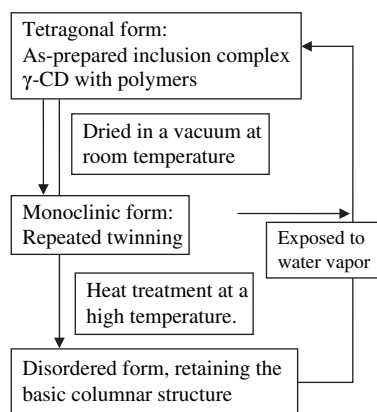 Tetragonal form:
As-prepared inclusion complex
γ-CD with polymers
Dried in a vacuum at
room temperature
Monoclinic form:
Repeated twinning
Exposed to
water vapor
Heat treatment at a
high temperature.
Disordered form, retaining the
basic columnar structure